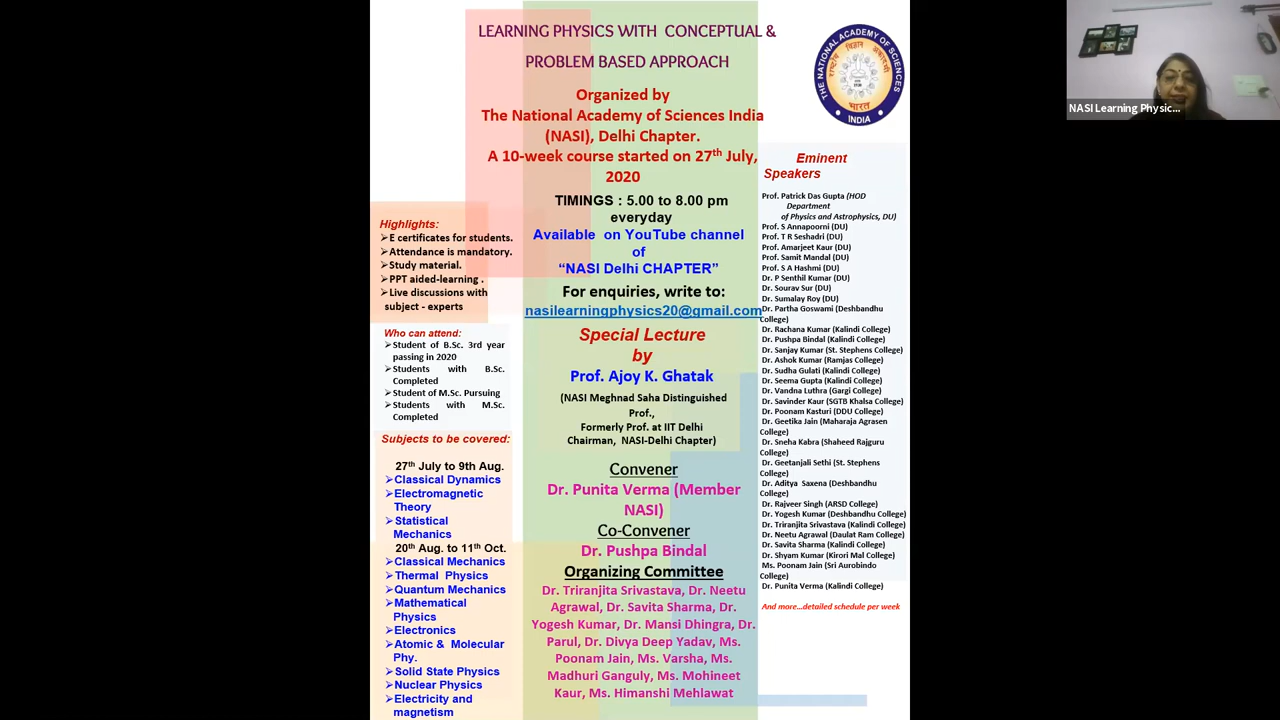 LEARNING PHYSICS WITH CONCEPTUAL &
PROBLEM BASED APPROACH
Organized by
The National Academy of Sciences India
(NASI), Delhi Chapter.
A 10-week course started on 27th July,
2020
TIMINGS : 5.00 to 8.00 pm
everyday
Available on YouTube channel
of
“NASI Delhi CHAPTER”
For enquiries, write to:
nasilearningphysics20@gmail.com
Special Lecture
by
Prof. Ajoy K. Ghatak
(NASI Meghnad Saha Distinguished
Prof.,
Formerly Prof. at IIT Delhi
Chairman, NASI-Delhi Chapter)
Convener
Dr. Punita Verma (Member
NASI)
Co-Convener
Dr. Pushpa Bindal
Organizing Committee
Dr. Triranjita Srivastava, Dr. Neetu
Agrawal, Dr. Savita Sharma, Dr.
Yogesh Kumar, Dr. Mansi Dhingra, Dr.
Parul, Dr. Divya Deep Yadav, Ms.
Poonam Jain, Ms. Varsha, Ms.
Madhuri Ganguly, Ms. Mohineet
Kaur, Ms. Himanshi Mehlawat
Highlights:
➢E certificates for students.
➢Attendance is mandatory.
➢Study material.
➢PPT aided-learning .
➢Live discussions with
subject - experts
Who can attend:
➢Student of B.Sc. 3rd year
passing in 2020
➢Students with B.Sc.
Completed
➢Student of M.Sc. Pursuing
➢Students with M.Sc.
Completed
Subjects to be covered:
27th July to 9th Aug.
➢Classical Dynamics
➢Electromagnetic
Theory
➢Statistical
Mechanics
20th Aug. to 11th Oct.
➢Classical Mechanics
➢Thermal Physics
➢Quantum Mechanics
➢Mathematical
Physics
➢Electronics
➢Atomic & Molecular
Phy.
➢Solid State Physics
➢Nuclear Physics
➢Electricity and
magnetism
THE NATIONAL ACADEMY OF SCIENCES
राष्ट्रीय विज्ञान अकादमी
भारत
INDIA
Eminent
Speakers
Prof. Patrick Das Gupta (HOD
Department
of Physics and Astrophysics, DU)
Prof. S Annapoorni (DU)
Prof. T R Seshadri (DU)
Prof. Amarjeet Kaur (DU)
Prof. Samit Mandal (DU)
Prof. S A Hashmi (DU)
Dr. P Senthil Kumar (DU)
Dr. Sourav Sur (DU)
Dr. Sumalay Roy (DU)
Dr. Partha Goswami (Deshbandhu
College)
Dr. Rachana Kumar (Kalindi College)
Dr. Pushpa Bindal (Kalindi College)
Dr. Sanjay Kumar (St. Stephens College)
Dr. Ashok Kumar (Ramjas College)
Dr. Sudha Gulati (Kalindi College)
Dr. Seema Gupta (Kalindi College)
Dr. Vandna Luthra (Gargi College)
Dr. Savinder Kaur (SGTB Khalsa College)
Dr. Poonam Kasturi (DDU College)
Dr. Geetika Jain (Maharaja Agrasen
College)
Dr. Sneha Kabra (Shaheed Rajguru
College)
Dr. Geetanjali Sethi (St. Stephens
College)
Dr. Aditya Saxena (Deshbandhu
College)
Dr. Rajveer Singh (ARSD College)
Dr. Yogesh Kumar (Deshbandhu College)
Dr. Triranjita Srivastava (Kalindi College)
Dr. Neetu Agrawal (Daulat Ram College)
Dr. Savita Sharma (Kalindi College)
Dr. Shyam Kumar (Kirori Mal College)
Ms. Poonam Jain (Sri Aurobindo
College)
Dr. Punita Verma (Kalindi College)
And more...detailed schedule per week
NASI Learning Physic...